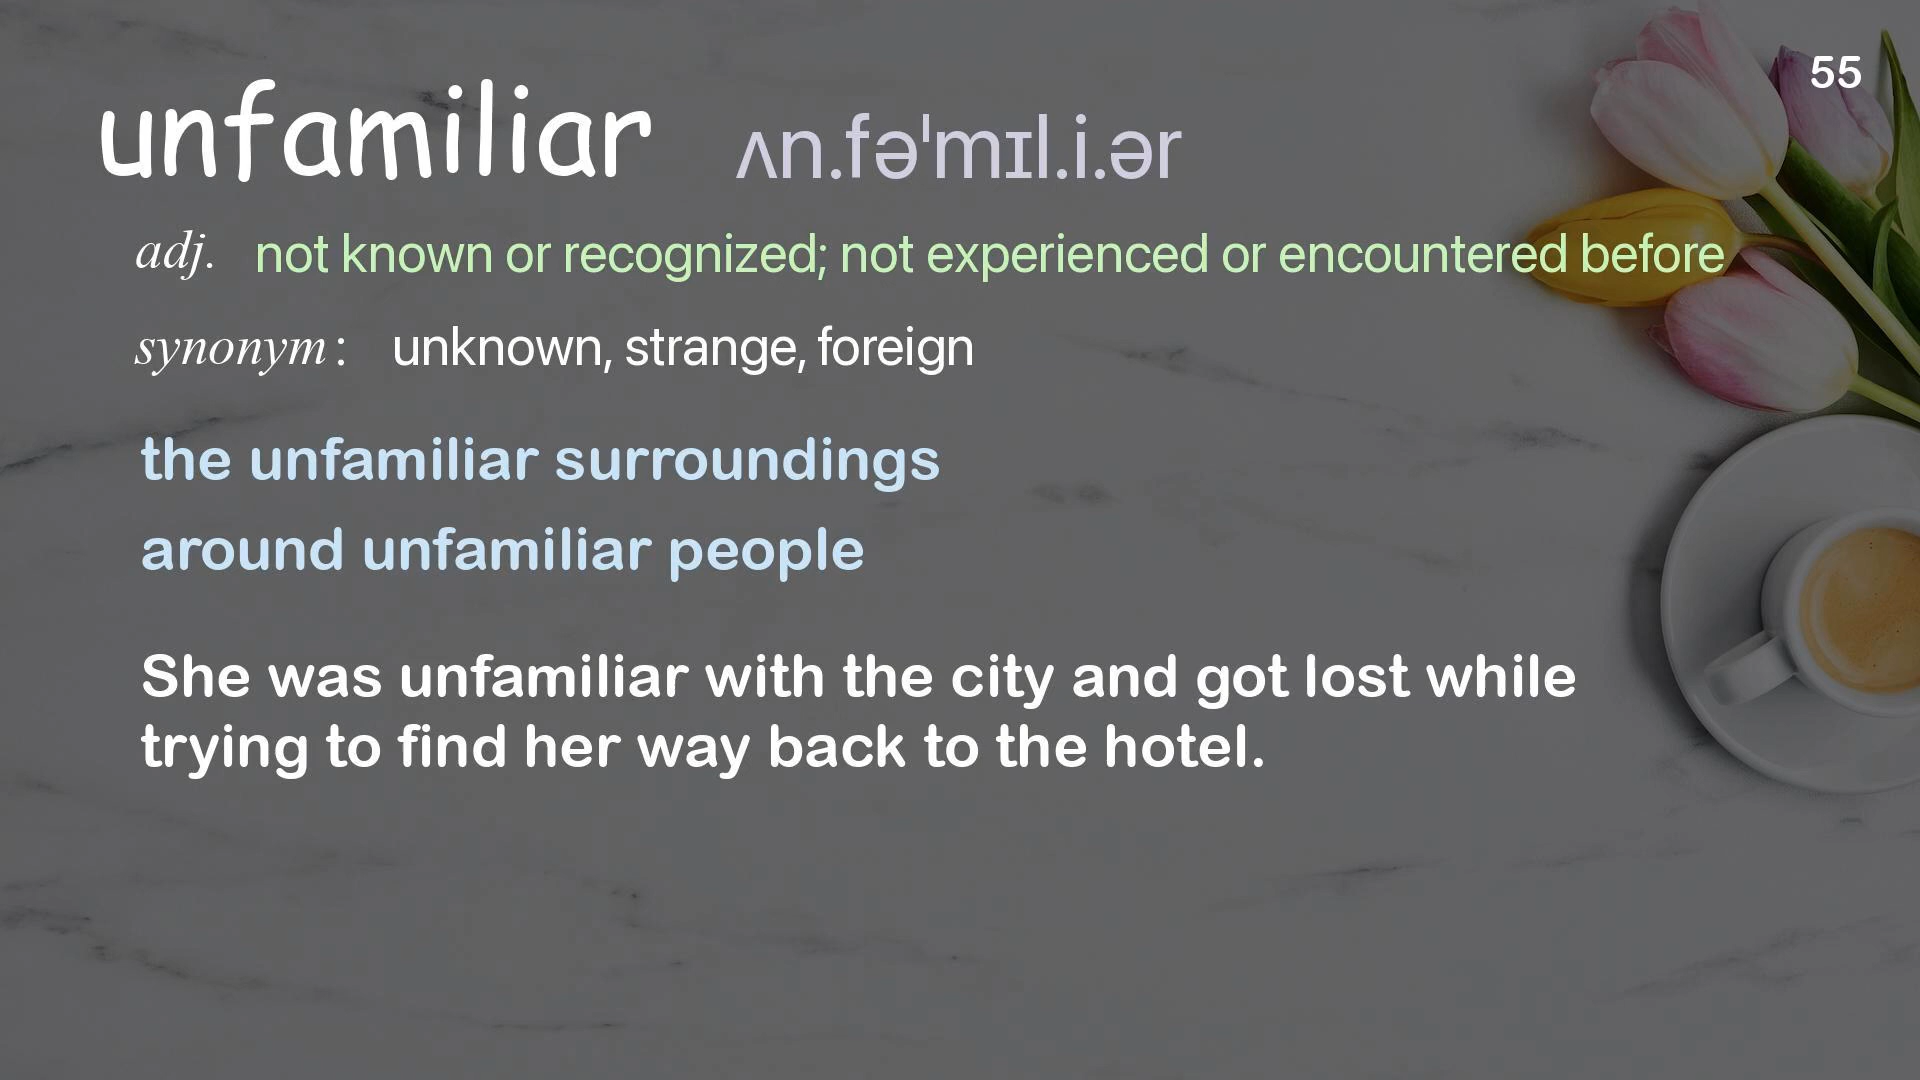 55
unfamiliar ʌn.fəˈmɪl.i.ər
adj. not known or recognized; not experienced or encountered before
synonym: unknown, strange, foreign
the unfamiliar surroundings
around unfamiliar people
She was unfamiliar with the city and got lost while
trying to find her way back to the hotel.